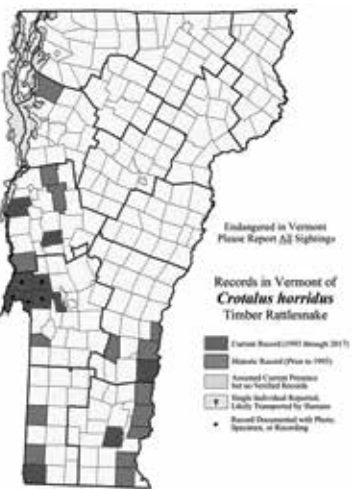 Endangered in Vermont
Please Report All Sightings
Records in Vermont of
Crotalus horridus
Timber Rattlesnake
Current Record (1993 through 2017)
Historic Record (Prior to 1993)
Assumed Current Presence
but no Verified Records
Single Individual Reported,
Likely Transported by Humans
Record Documented with Photo,
Specimen, or Recording